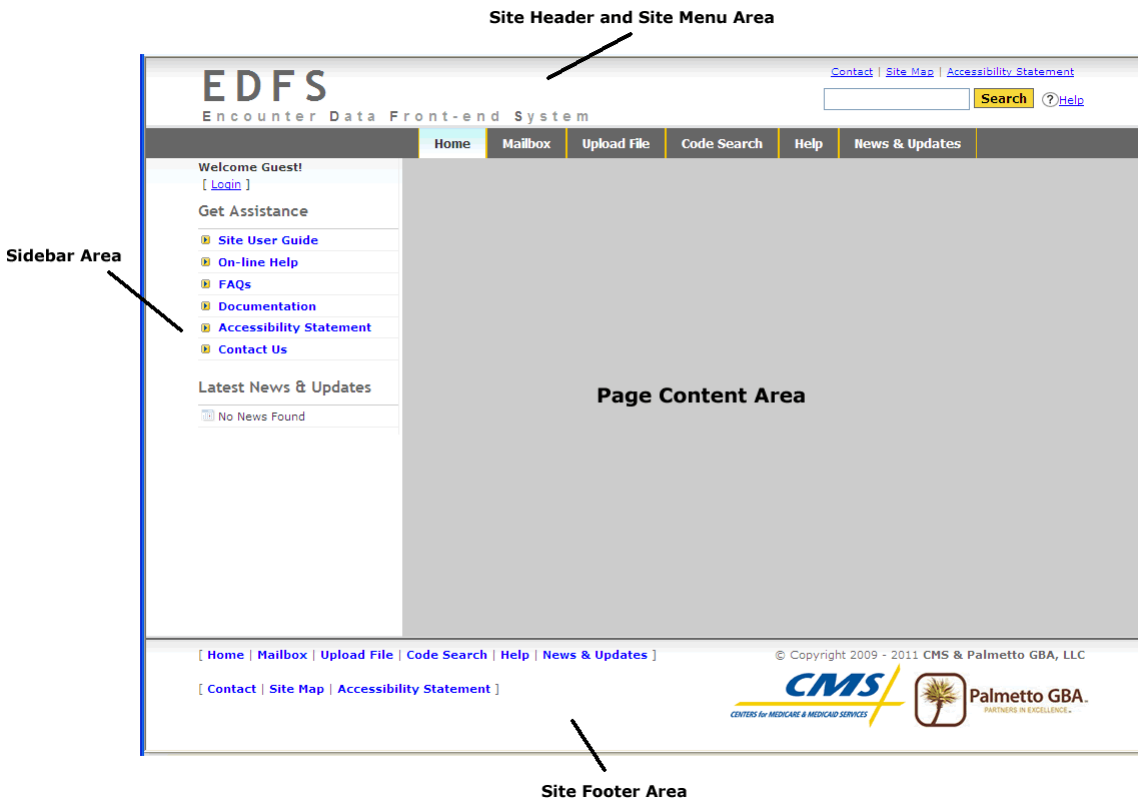 Site Header and Site Menu Area
EDFS
Encounter Data Front-end System
Contact | Site Map | Accessibility Statement
Search ?Help
Home Mailbox Upload File Code Search Help News & Updates
Welcome Guest!
[ Login ]
Get Assistance
Site User Guide
On-line Help
FAQs
Documentation
Accessibility Statement
Contact Us
Latest News & Updates
No News Found
Sidebar Area
Page Content Area
[ Home | Mailbox | Upload File | Code Search | Help | News & Updates ]
© Copyright 2009 - 2011 CMS & Palmetto GBA, LLC
[ Contact | Site Map | Accessibility Statement ]
CMS
CENTERS for MEDICARE & MEDICAID SERVICES
Palmetto GBA.
PARTNERS IN EXCELLENCE.
Site Footer Area